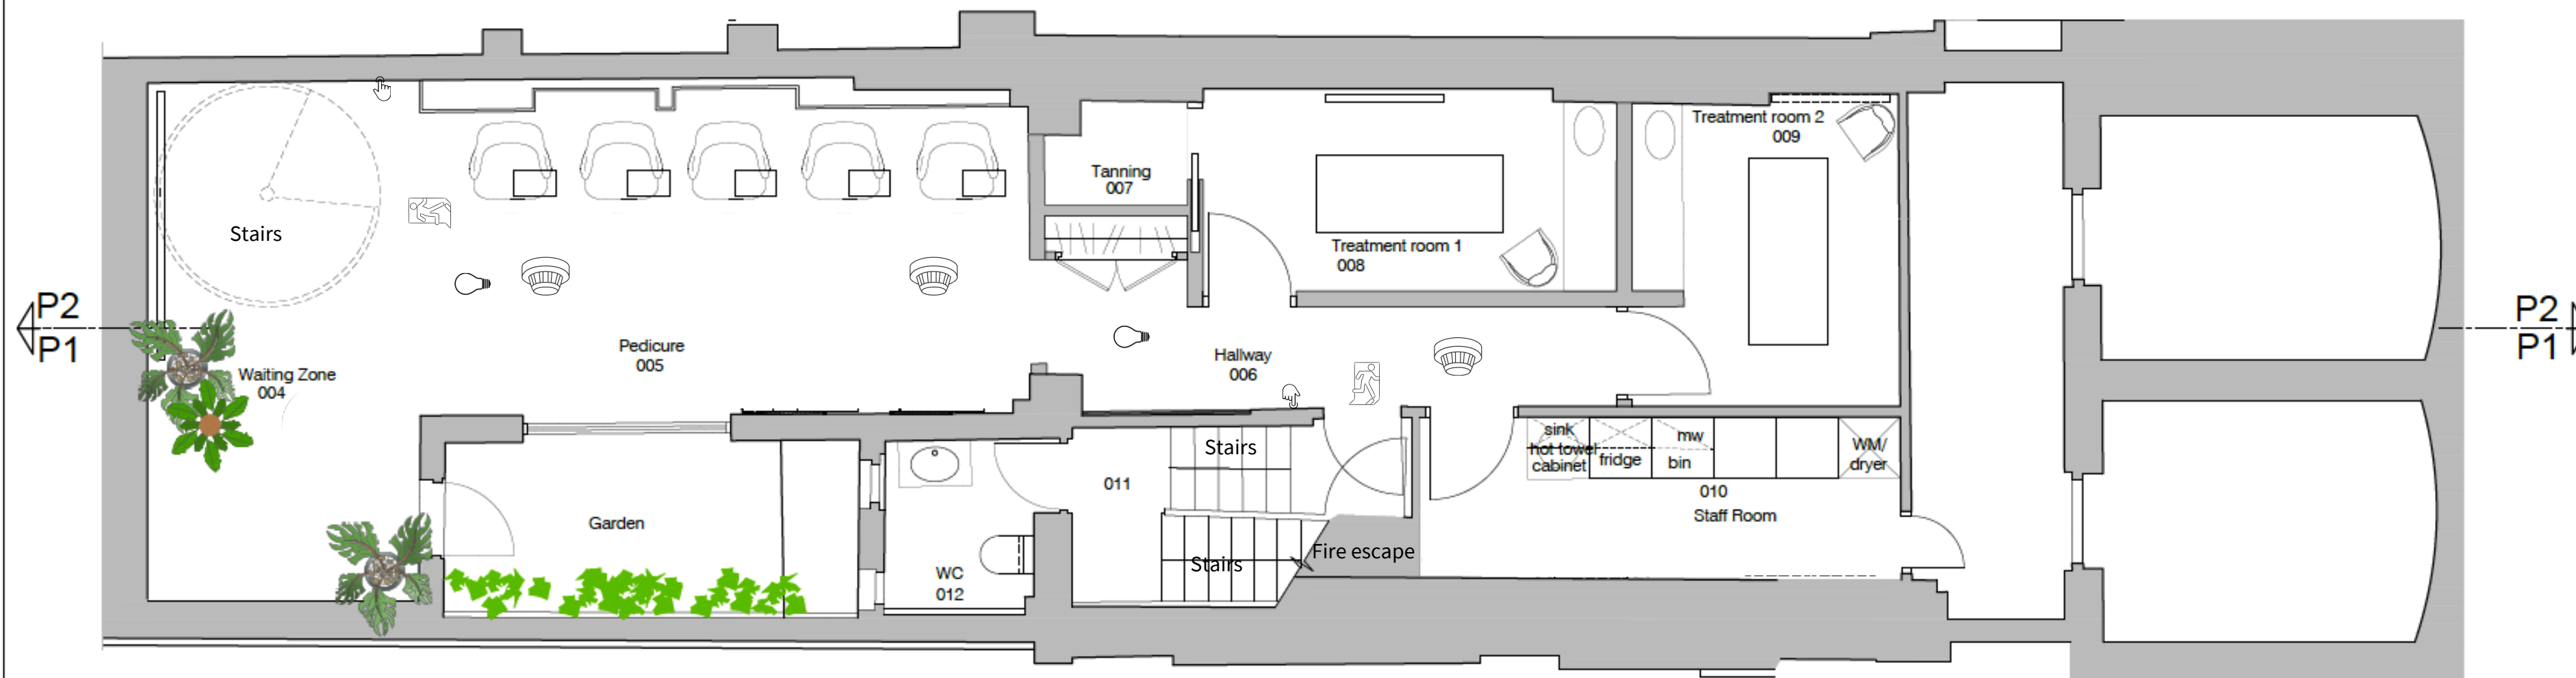 Stairs
P2
P1
Waiting Zone
004
Pedicure
005
Garden
Tanning
007
Hallway
006
Treatment room 1
008
Treatment room 2
009
Stairs
011
Stairs
Fire escape
WC
012
sink
hot towel
cabinet
fridge
mw
bin
WM/
dryer
010
Staff Room
P2
P1